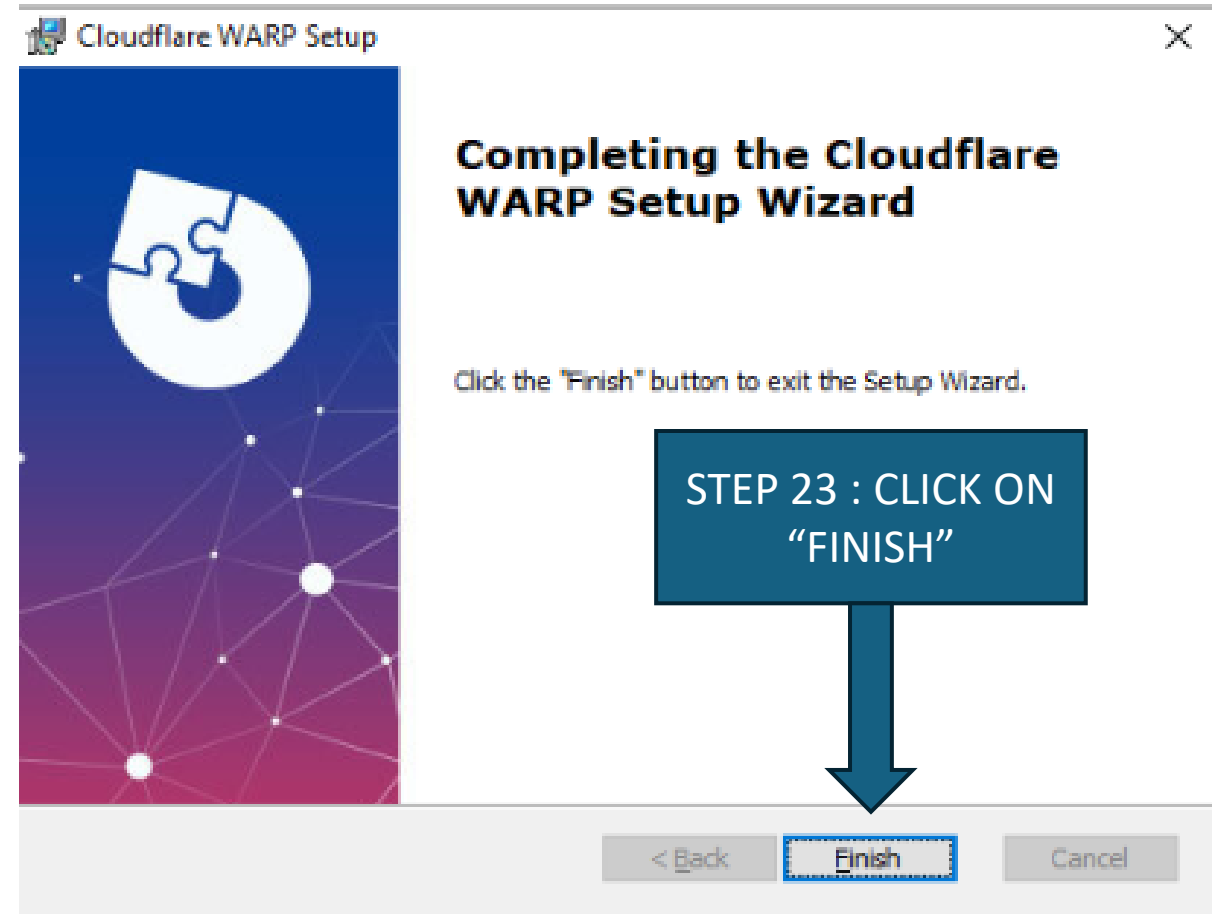 Cloudflare WARP Setup
Completing the Cloudflare
WARP Setup Wizard
Click the "Finish" button to exit the Setup Wizard.
STEP 23 : CLICK ON
“FINISH”
< Back
Finish
Cancel